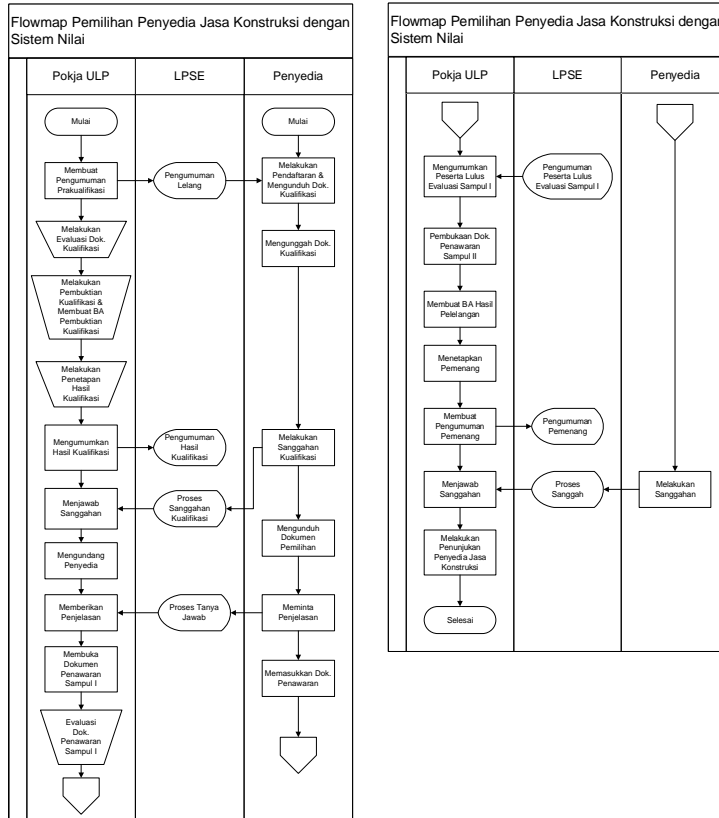 Flowmap Pemilihan Penyedia Jasa Konstruksi dengan
Sistem Nilai
Pokja ULP
LPSE
Penyedia
Mulai
Mulai
Membuat
Pengumuman
Prakualifikasi
Pengumuman
Lelang
Melakukan
Pendaftaran &
Mengunduh Dok.
Kualifikasi
Melakukan
Evaluasi Dok.
Kualifikasi
Mengunggah Dok.
Kualifikasi
Melakukan
Pembuktian
Kualifikasi &
Membuat BA
Pembuktian
Kualifikasi
Melakukan
Penetapan
Hasil
Kualifikasi
Mengumumkan
Hasil Kualifikasi
Pengumuman
Hasil
Kualifikasi
Melakukan
Sanggahan
Kualifikasi
Menjawab
Sanggahan
Proses
Sanggahan
Kualifikasi
Mengunduh
Dokumen
Pemilihan
Mengundang
Penyedia
Memberikan
Penjelasan
Proses Tanya
Jawab
Meminta
Penjelasan
Membuka
Dokumen
Penawaran
Sampul I
Memasukkan Dok.
Penawaran
Evaluasi
Dok.
Penawaran
Sampul I
Flowmap Pemilihan Penyedia Jasa Konstruksi dengan
Sistem Nilai
Pokja ULP
LPSE
Penyedia
Mengumumkan
Peserta Lulus
Evaluasi Sampul I
Pengumuman
Peserta Lulus
Evaluasi Sampul I
Pembukaan Dok.
Penawaran
Sampul II
Membuat BA Hasil
Pelelangan
Menetapkan
Pemenang
Membuat
Pengumuman
Pemenang
Pengumuman
Pemenang
Menjawab
Sanggahan
Proses
Sanggah
Melakukan
Sanggahan
Melakukan
Penunjukan
Penyedia Jasa
Konstruksi
Selesai